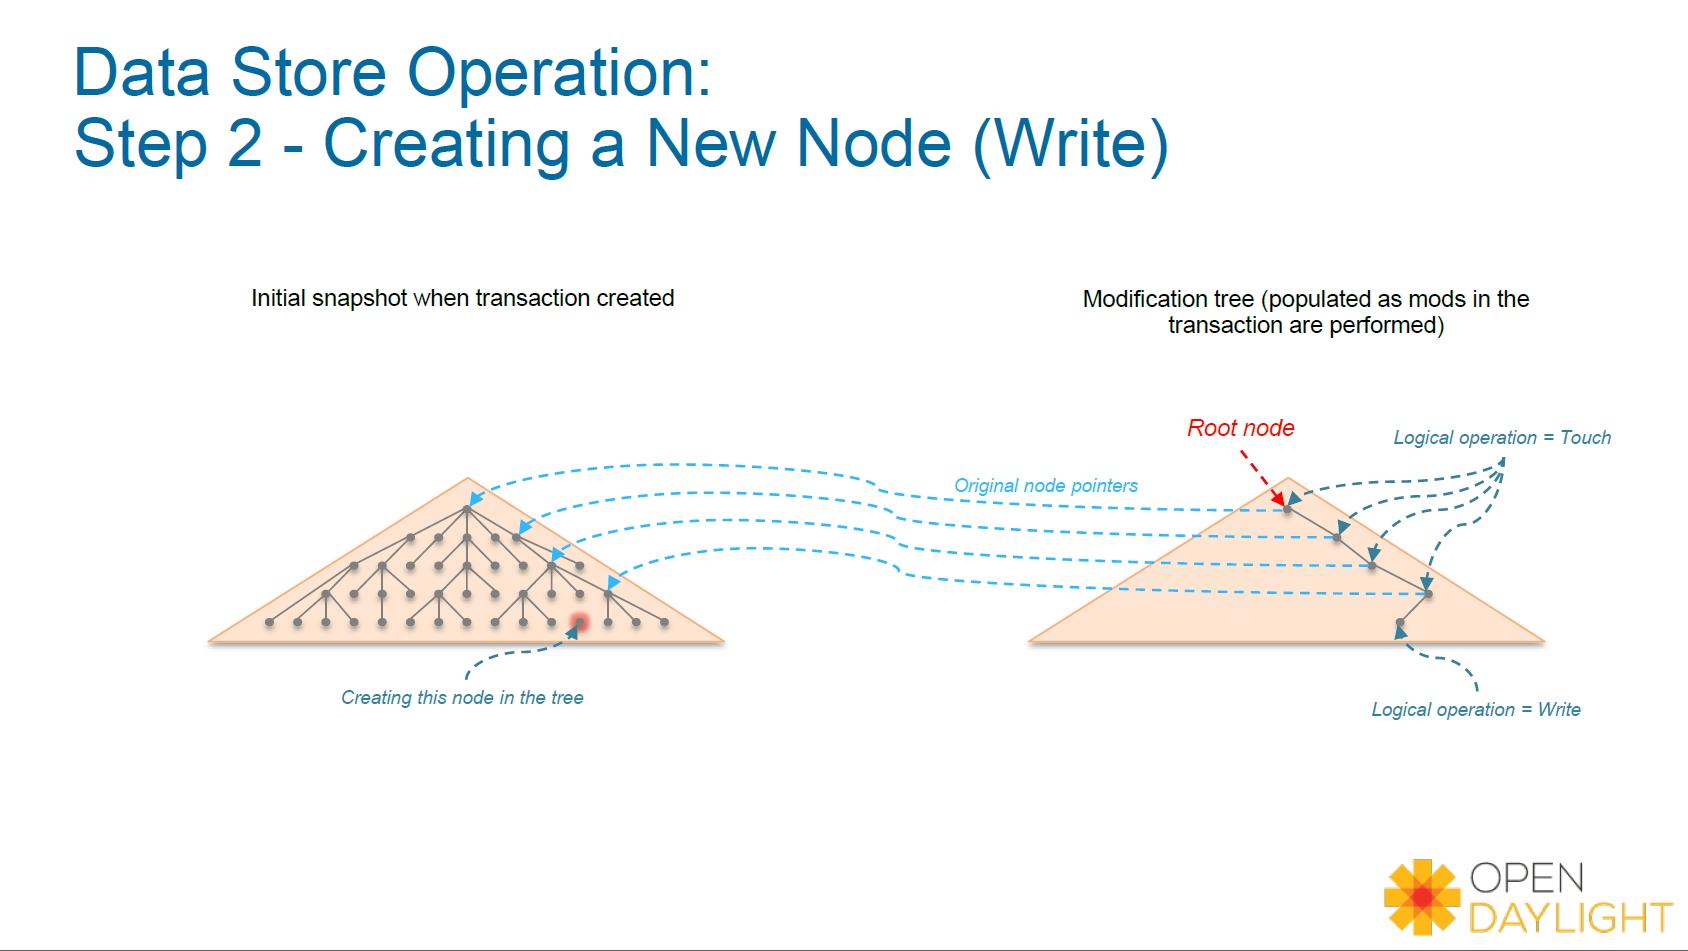 Data Store Operation:
Step 2 - Creating a New Node (Write)
Initial snapshot when transaction created
Modification tree (populated as mods in the
transaction are performed)
Root node
Logical operation = Touch
Original node pointers
Creating this node in the tree
Logical operation = Write
OPEN
DAYLIGHT